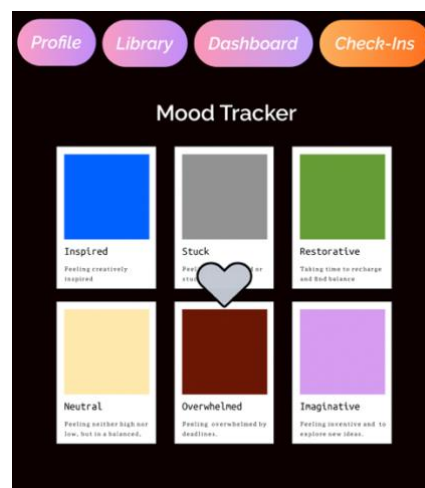 Profile Library Dashboard Check-Ins
Mood Tracker
Inspired
Feeling creatively
inspired
Stuck
or
Restorative
Taking time to recharge
and find balance
Neutral
Feeling neither high nor
low, but in a balanced,
Overwhelmed
Feeling overwhelmed by
deadlines.
Imaginative
Feeling inventive and to
explore new ideas.